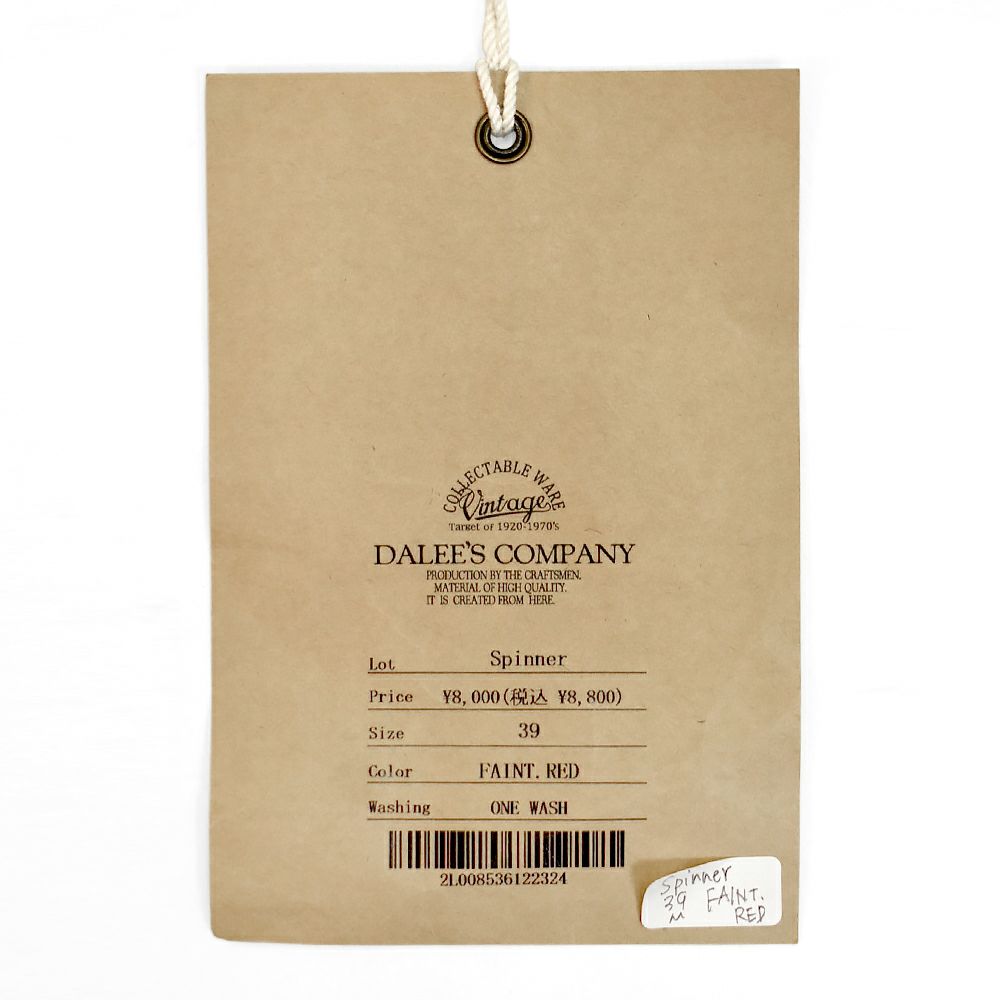 COLLECTABLE WARE
Vintage
Target of 1920-1970's
DALEE'S COMPANY
PRODUCTION BY THE CRAFTSMEN.
MATERIAL OF HIGH QUALITY.
IT IS CREATED FROM HERE.
Lot Spinner
Price ¥8,000(税込 ¥8,800)
Size 39
Color FAINT.RED
Washing ONE WASH
2L008536122324
Spinner
39 FAINT.
M RED